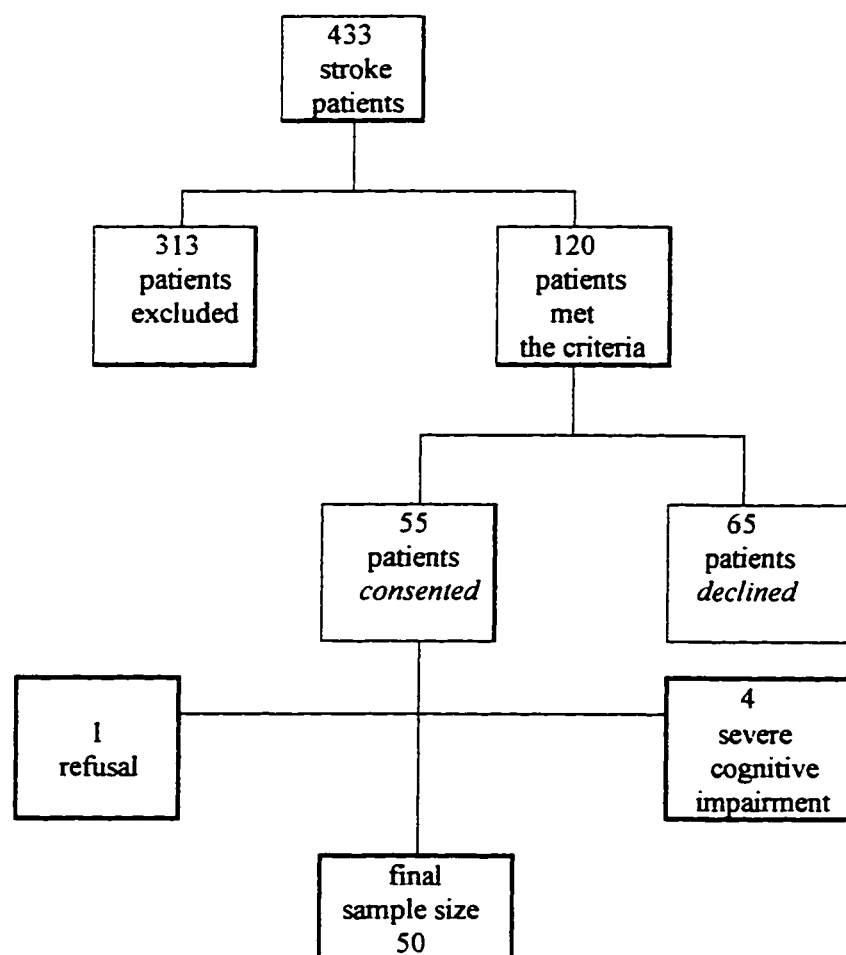 433
stroke
patients
313
patients
excluded
120
patients
met
the criteria
55
patients
consented
65
patients
declined
1
refusal
4
severe
cognitive
impairment
final
sample size
50